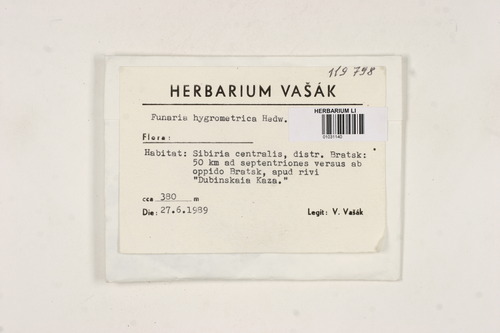 119798
HERBARIUM VAŠÁK
HERBARIUM LI
01031140
Funaria hygrometrica Hedw.
Flora:
Habitat: Sibiria centralis, distr. Bratsk:
50 km ad septentriones versus ab
oppido Bratsk, apud rivi
"Dubinskaia Kaza."
cca 380 m
Die: 27.6.1989 Legit: V. Vašák